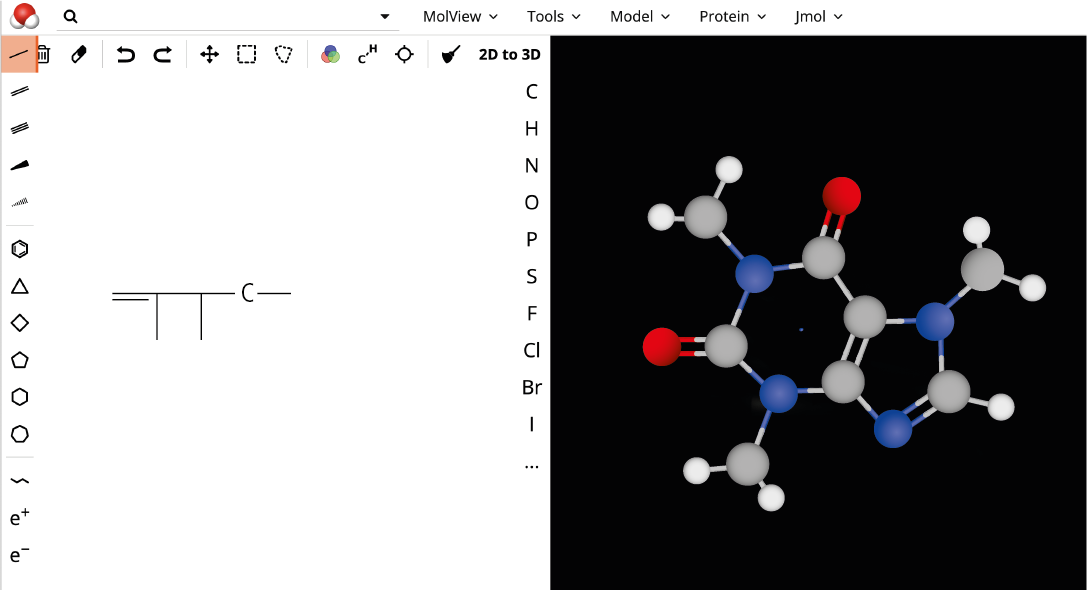 MolView Tools Model Protein Jmol
C H 2D to 3D
C
H
N
O
P
S
C
F
Cl
Br
I
...
e+
e−